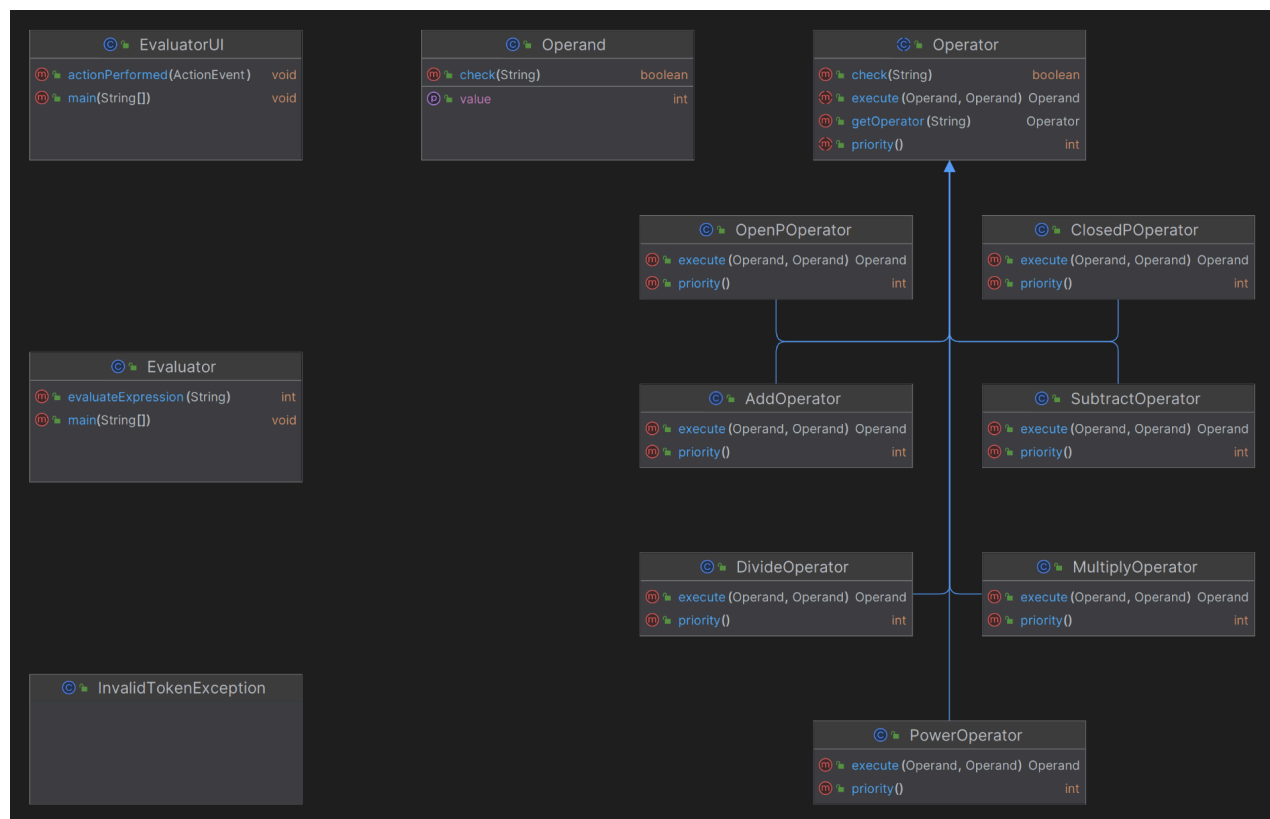 EvaluatorUI
actionPerformed(ActionEvent) void
main(String[]) void
Operand
check(String) boolean
value int
Operator
check(String) boolean
execute(Operand, Operand) Operand
getOperator(String) Operator
priority() int
OpenPOperator
execute(Operand, Operand) Operand
priority() int
ClosedPOperator
execute(Operand, Operand) Operand
priority() int
Evaluator
evaluateExpression(String) int
main(String[]) void
AddOperator
execute(Operand, Operand) Operand
priority() int
SubtractOperator
execute(Operand, Operand) Operand
priority() int
DivideOperator
execute(Operand, Operand) Operand
priority() int
MultiplyOperator
execute(Operand, Operand) Operand
priority() int
InvalidTokenException
PowerOperator
execute(Operand, Operand) Operand
priority() int